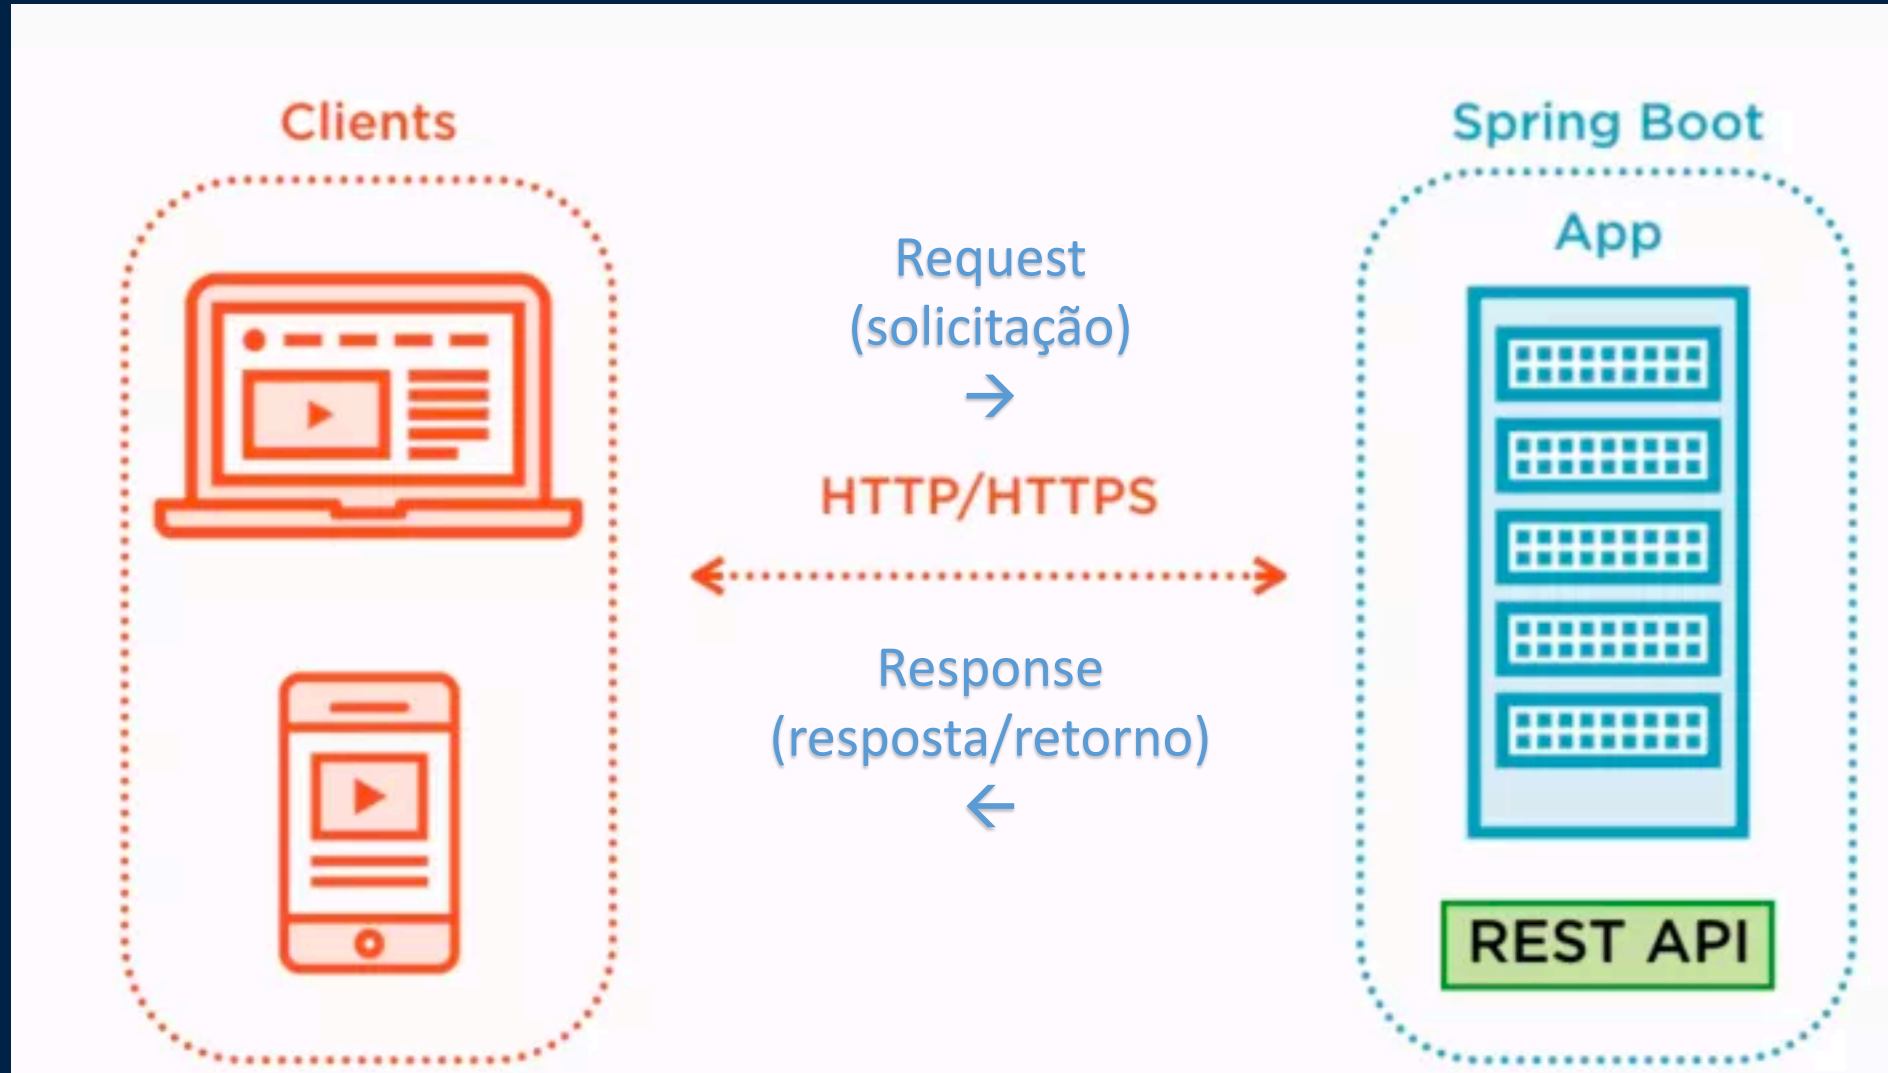 Clients
Request
(solicitação)
→
HTTP/HTTPS
Response
(resposta/retorno)
←
Spring Boot
App
REST API